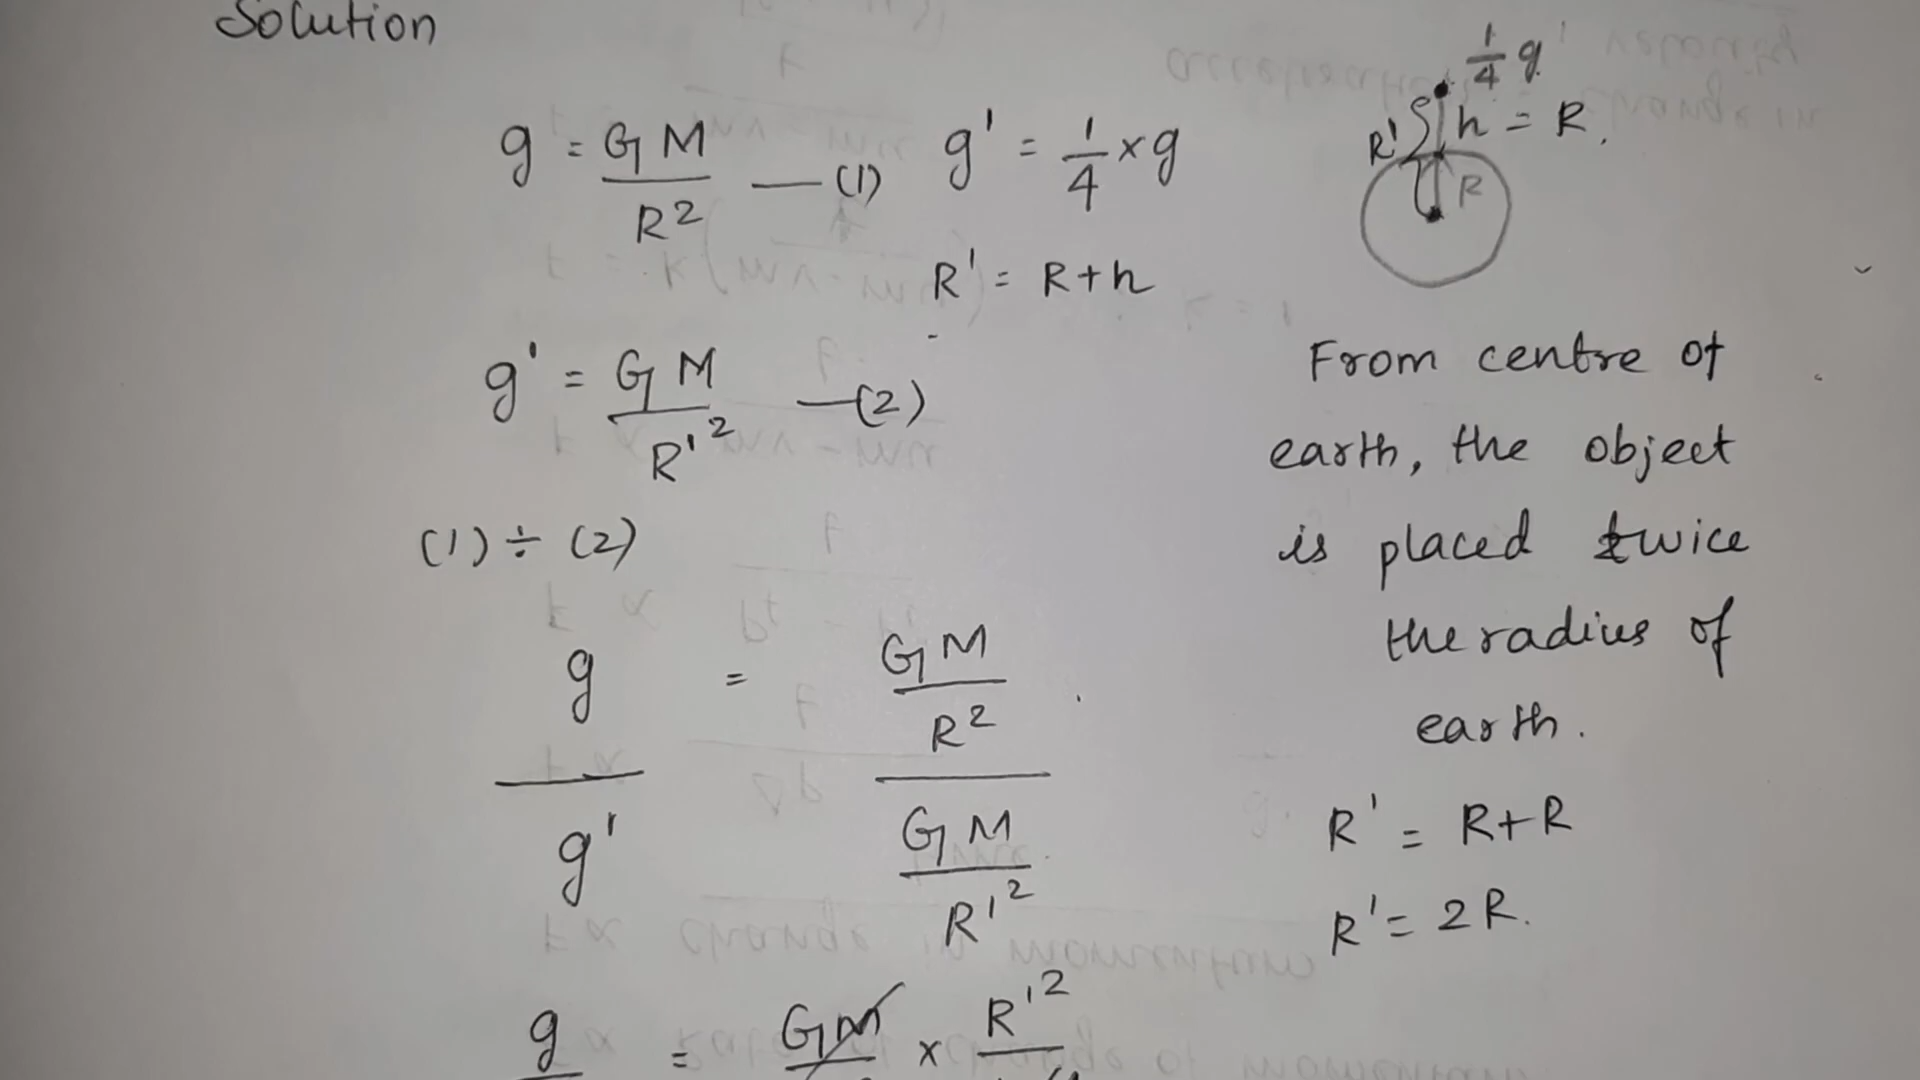 Solution
g = GM/R² —(1) g' = 1/4 × g
R' = R+h
g' = GM/R'² —(2)
(1) ÷ (2)
g/g' = GM/R² / GM/R'²
g = GM × R'²
1/4 g
R' h = R.
R
From centre of
earth, the object
is placed twice
the radius of
earth.
R' = R+R
R' = 2R.